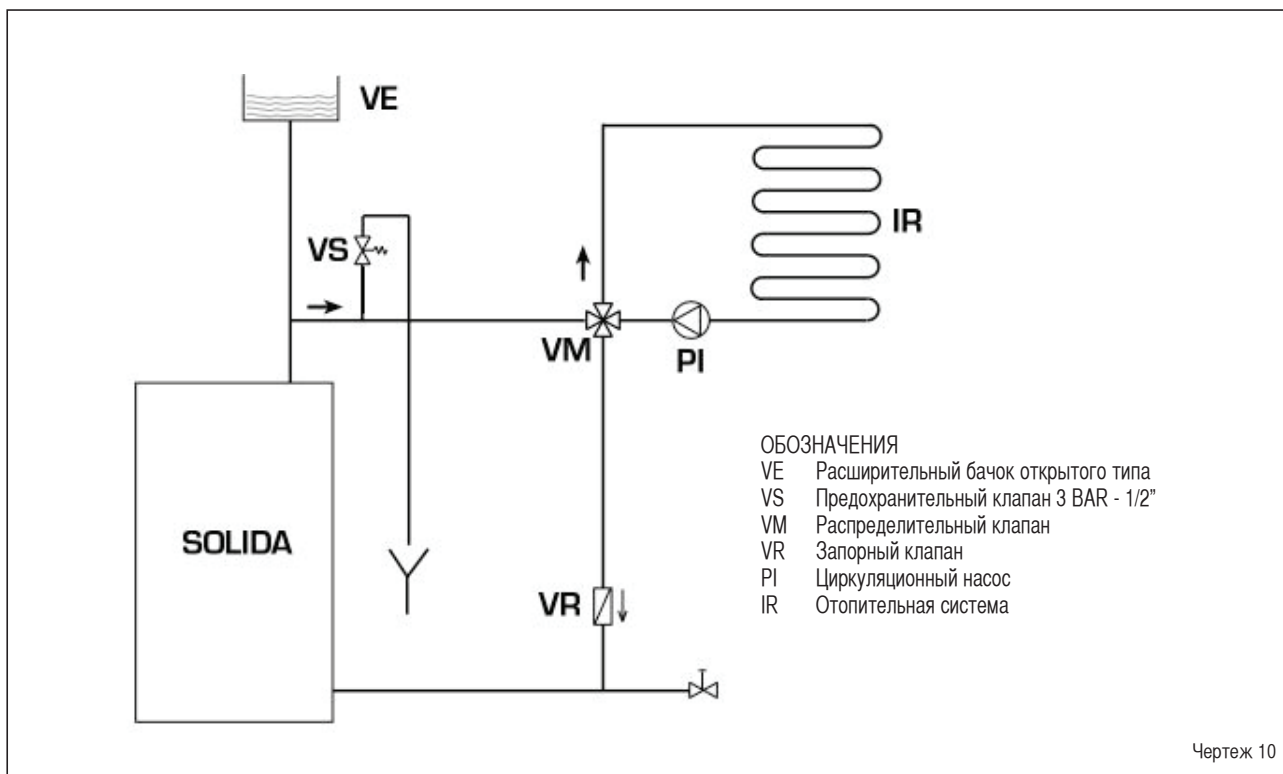 VE
VS
IR
VM
PI
SOLIDA
VR
ОБОЗНАЧЕНИЯ
VE Расширительный бачок открытого типа
VS Предохранительный клапан 3 BAR - 1/2”
VM Распределительный клапан
VR Запорный клапан
PI Циркуляционный насос
IR Отопительная система
Чертеж 10